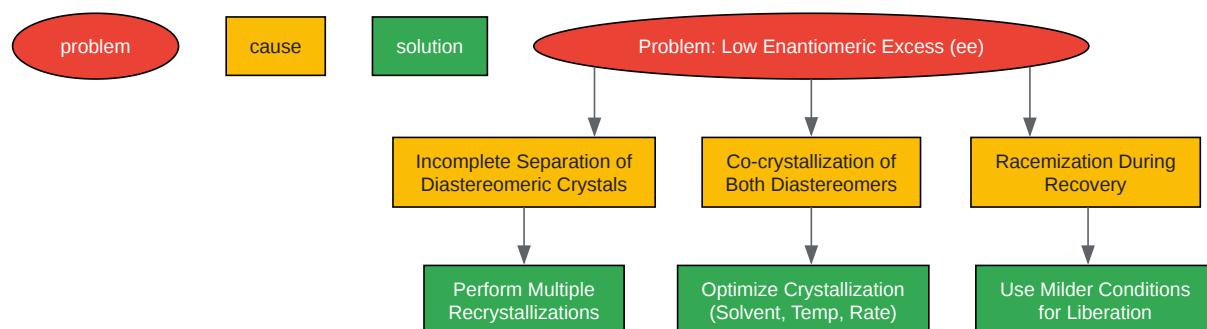 problem
cause
solution
Problem: Low Enantiomeric Excess (ee)
Incomplete Separation of
Diastereomeric Crystals
Co-crystallization of
Both Diastereomers
Racemization During
Recovery
Perform Multiple
Recrystallizations
Optimize Crystallization
(Solvent, Temp, Rate)
Use Milder Conditions
for Liberation